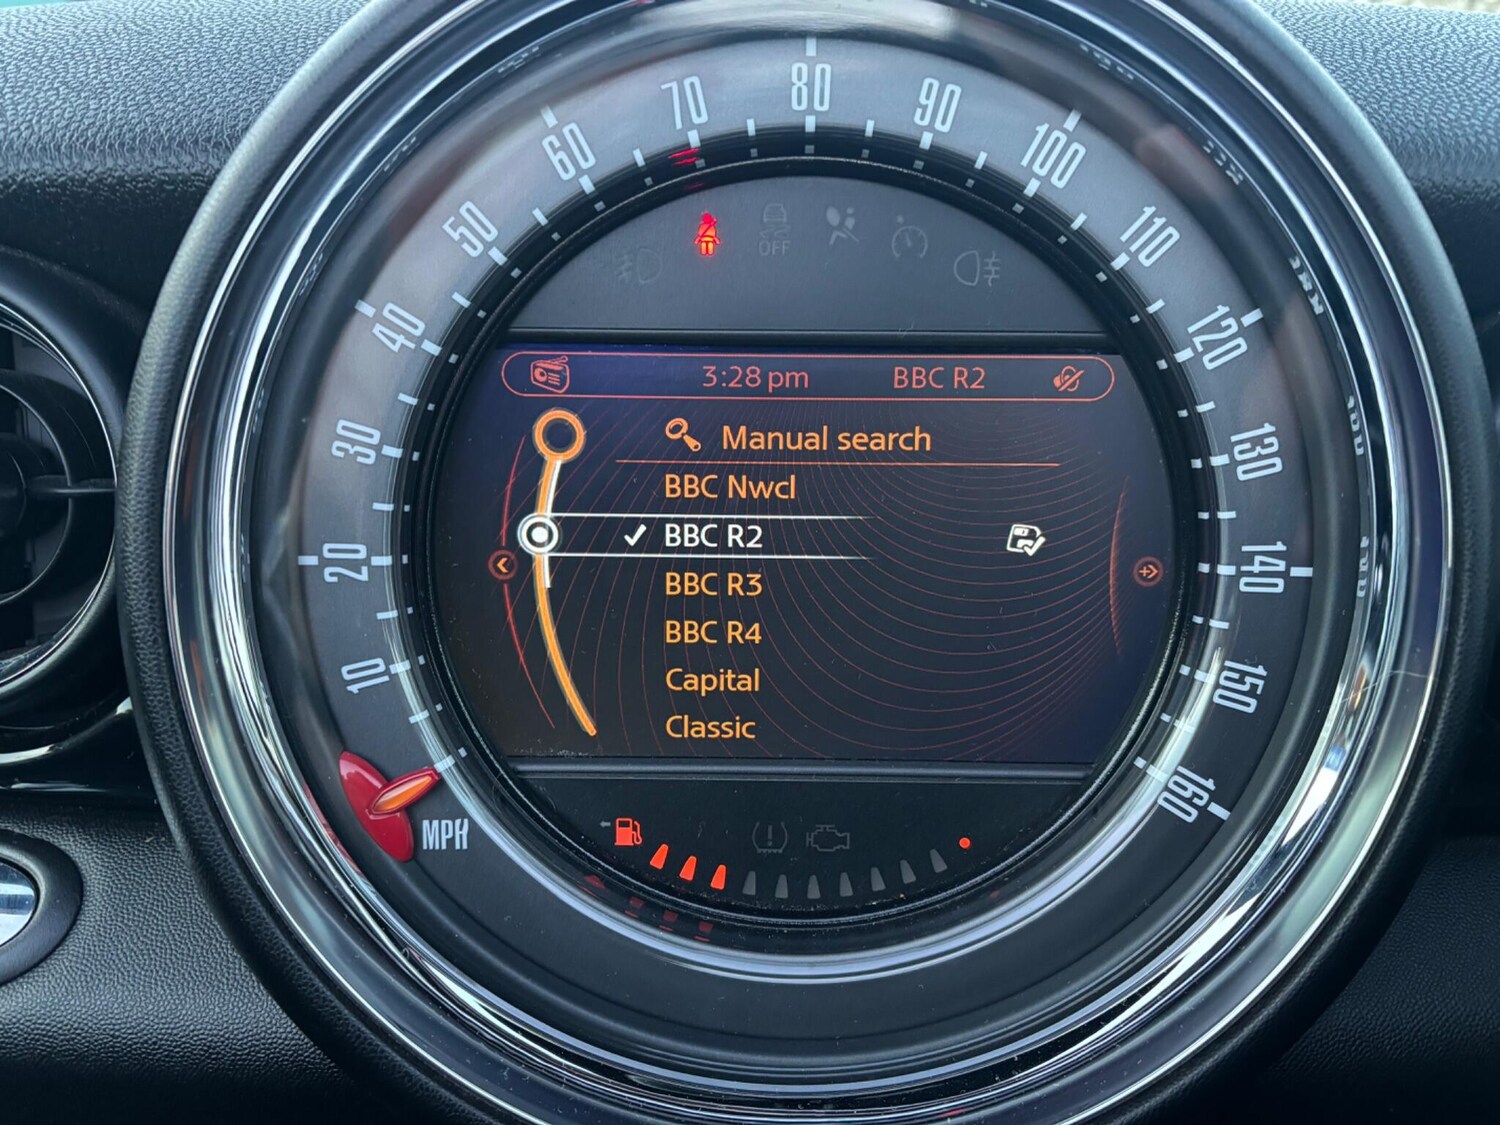 10
20
30
40
50
60
70
80
90
100
110
120
130
140
150
160
MPH
OFF
3:28 pm BBC R2
Manual search
BBC Nwcl
BBC R2
BBC R3
BBC R4
Capital
Classic